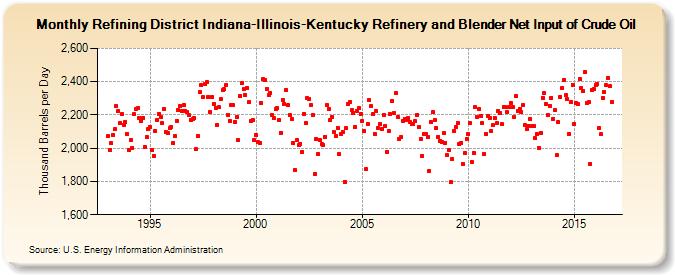 Monthly Refining District Indiana-Illinois-Kentucky Refinery and Blender Net Input of Crude Oil
Thousand Barrels per Day
2,600
2,400
2,200
2,000
1,800
1,600
1995 2000 2005 2010 2015
Source: U.S. Energy Information Administration